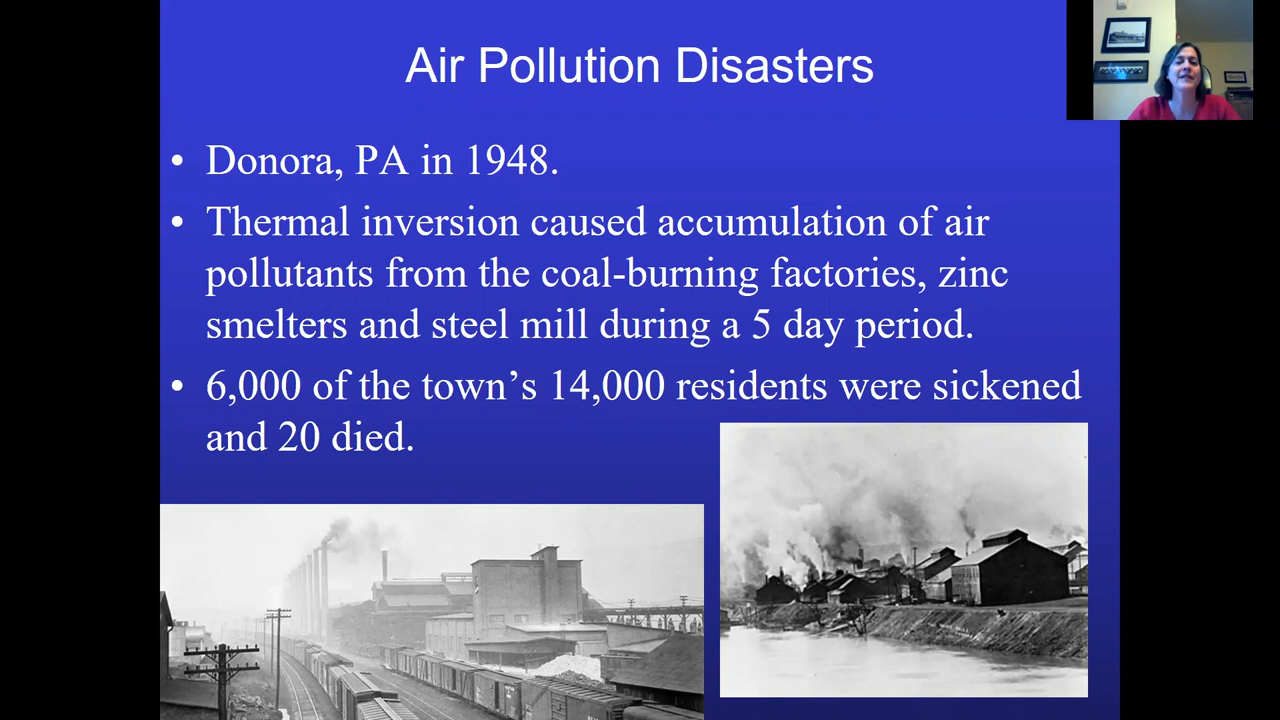 Air Pollution Disasters
• Donora, PA in 1948.
• Thermal inversion caused accumulation of air
pollutants from the coal-burning factories, zinc
smelters and steel mill during a 5 day period.
• 6,000 of the town’s 14,000 residents were sickened
and 20 died.